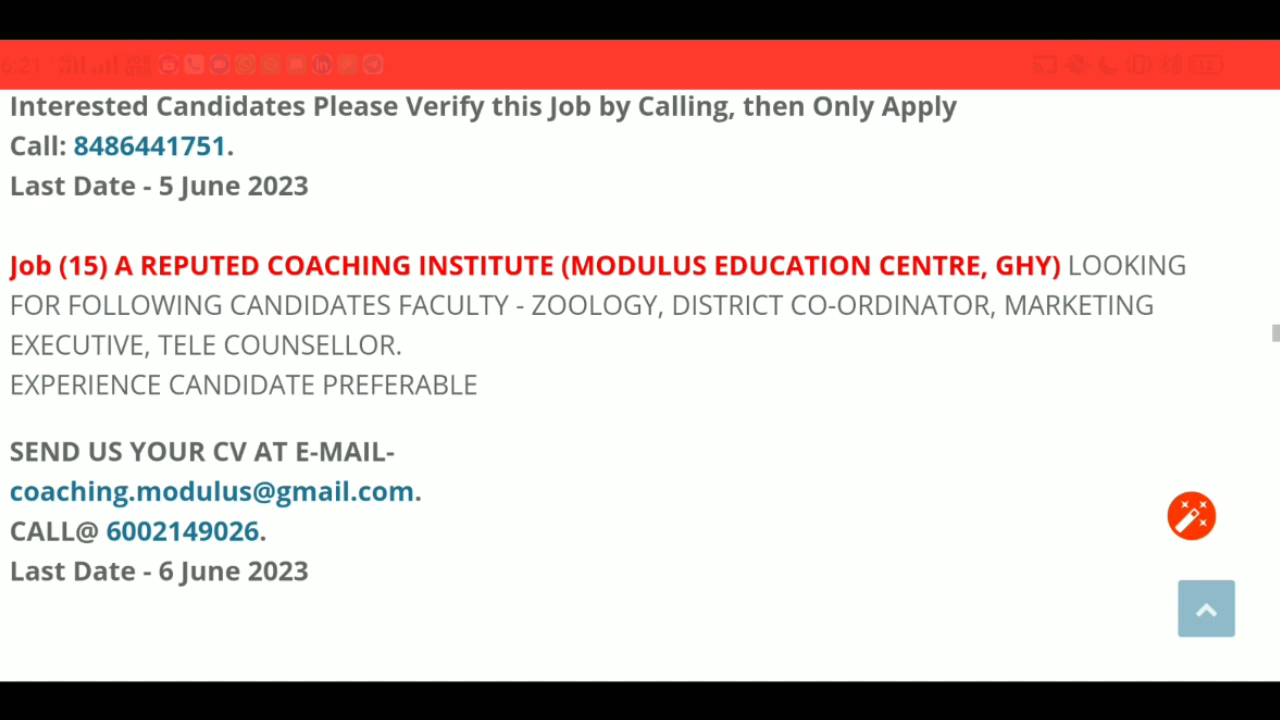 6:21
Interested Candidates Please Verify this Job by Calling, then Only Apply
Call: 8486441751.
Last Date - 5 June 2023
Job (15) A REPUTED COACHING INSTITUTE (MODULUS EDUCATION CENTRE, GHY) LOOKING
FOR FOLLOWING CANDIDATES FACULTY - ZOOLOGY, DISTRICT CO-ORDINATOR, MARKETING
EXECUTIVE, TELE COUNSELLOR.
EXPERIENCE CANDIDATE PREFERABLE
SEND US YOUR CV AT E-MAIL-
coaching.modulus@gmail.com.
CALL@ 6002149026.
Last Date - 6 June 2023